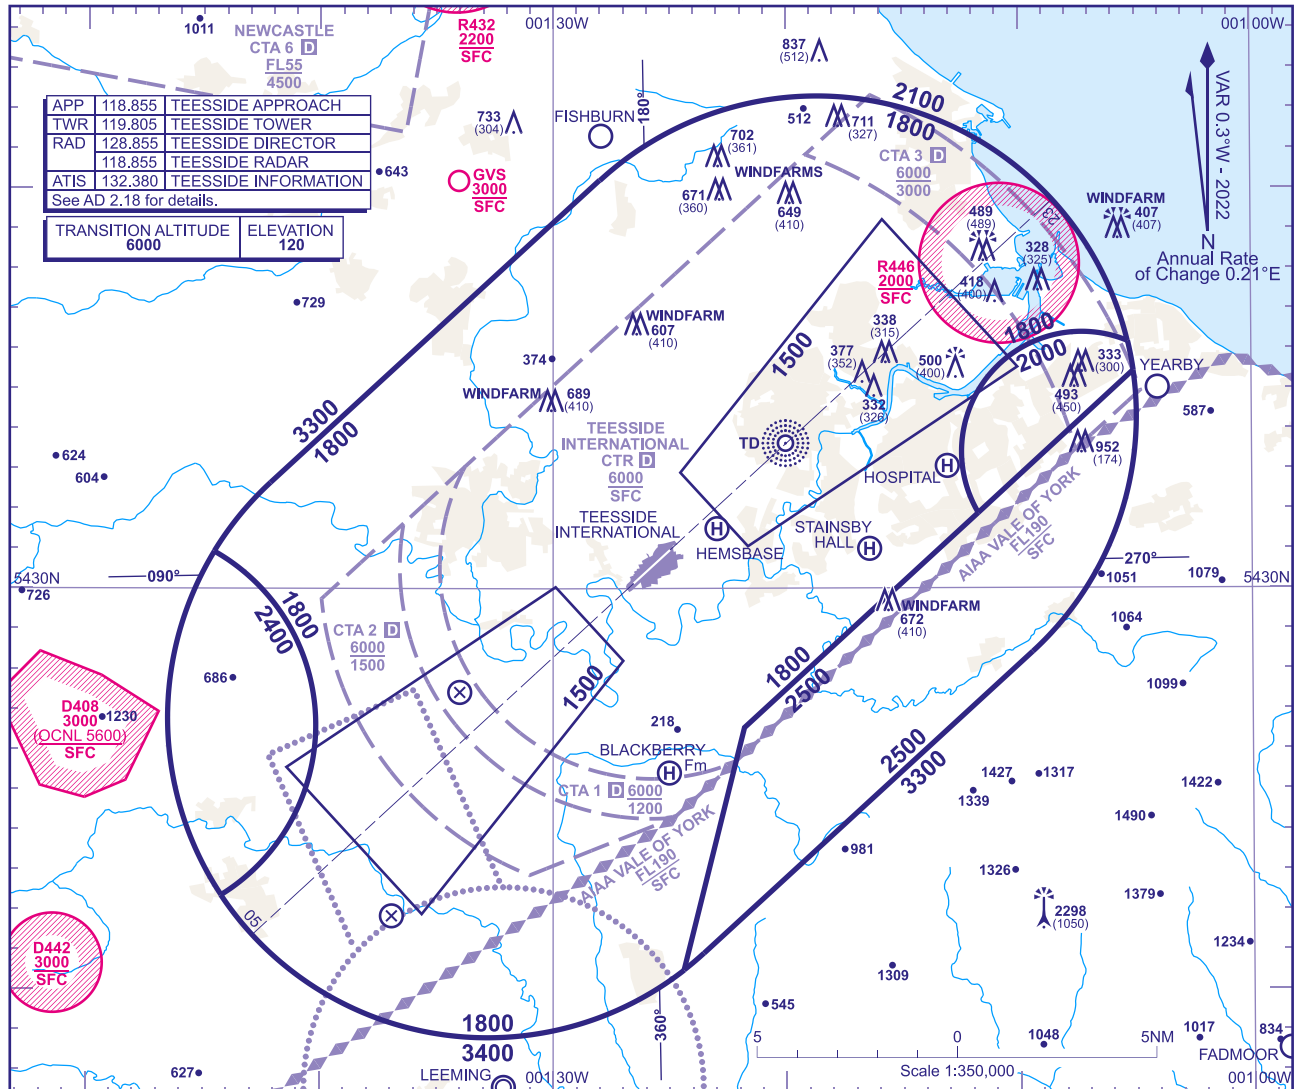 1011
NEWCASTLE
CTA 6 D
FL55
4500
R432
2200
SFC
001 30W
001 00W
837
(512)
VAR 0.3°W - 2022
N
Annual Rate
of Change 0.21°E
APP 118.855 TEESSIDE APPROACH
TWR 119.805 TEESSIDE TOWER
RAD 128.855 TEESSIDE DIRECTOR
118.855 TEESSIDE RADAR
ATIS 132.380 TEESSIDE INFORMATION
See AD 2.18 for details.
TRANSITION ALTITUDE
6000
ELEVATION
120
733
(304)
FISHBURN
180°
512
711
(327)
2100
1800
702
(361)
WINDFARMS
671
(360)
649
(410)
CTA 3 D
6000
3000
643
GVS
3000
SFC
489
(489)
23
WINDFARM
407
(407)
328
(325)
418
(400)
R446
2000
SFC
729
WINDFARM
607
(410)
338
(315)
377
(352)
332
(326)
500
(400)
1500
1800
2000
333
(300)
493
(450)
YEARBY
587
374
WINDFARM 689
(410)
3300
1800
TEESSIDE
INTERNATIONAL
CTR D
6000
SFC
TD
952
(174)
624
604
HOSPITAL H
TEESSIDE
INTERNATIONAL
H
HEMSBASE
STAINSBY
HALL H
AIAA VALE OF YORK
FL190
SFC
270°
1051
1079
5430N
090°
5430N
726
1800
2400
CTA 2 D
6000
1500
WINDFARM
672
(410)
1064
1099
686
1500
1800
2500
D408
3000
(OCNL 5600)
SFC
1230
218
BLACKBERRY
Fm
H
2500
3300
1427
1317
1339
1422
CTA 1 D 6000
1200
1490
AIAA VALE OF YORK
FL190
SFC
981
1326
1379
05
2298
(1050)
D442
3000
SFC
1234
1309
545
360°
1800
3400
5 0 5NM
1048
1017
834
FADMOOR
Scale 1:350,000
627
LEEMING
001 30W
001 00W